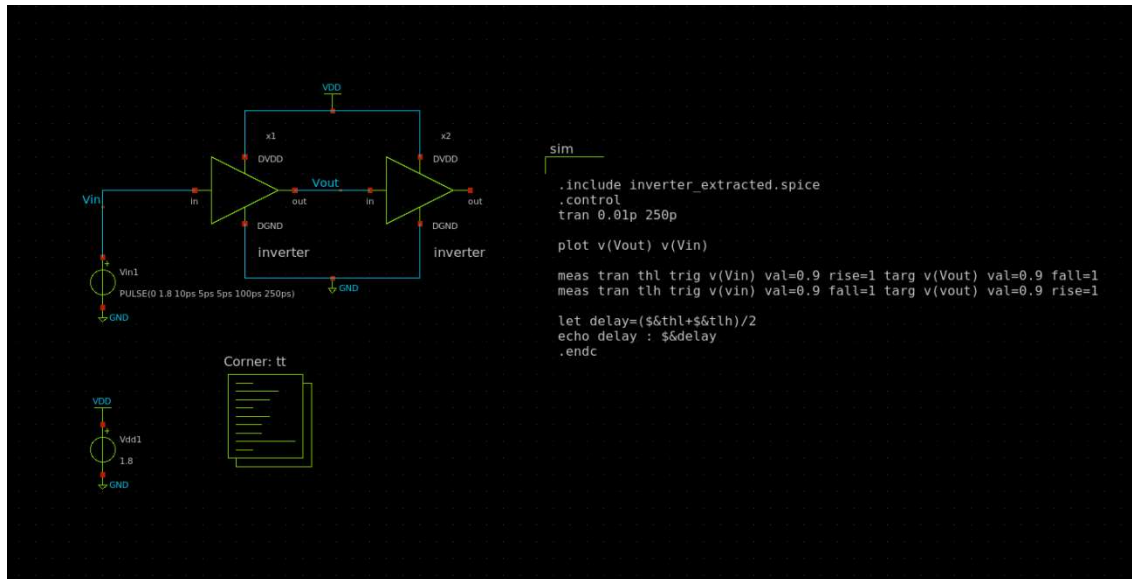 VDD
x1
x2
DVDD
DVDD
sim
Vin
in
out
Vout
in
out
DGND
DGND
inverter
inverter
Vin1
PULSE(0 1.8 10ps 5ps 5ps 100ps 250ps)
GND
GND
.include inverter_extracted.spice
.control
tran 0.01p 250p
plot v(Vout) v(Vin)
meas tran thl trig v(Vin) val=0.9 rise=1 targ v(Vout) val=0.9 fall=1
meas tran tlh trig v(vin) val=0.9 fall=1 targ v(vout) val=0.9 rise=1
let delay=($&thl+$&tlh)/2
echo delay : $&delay
.endc
Corner: tt
VDD
Vdd1
1.8
GND